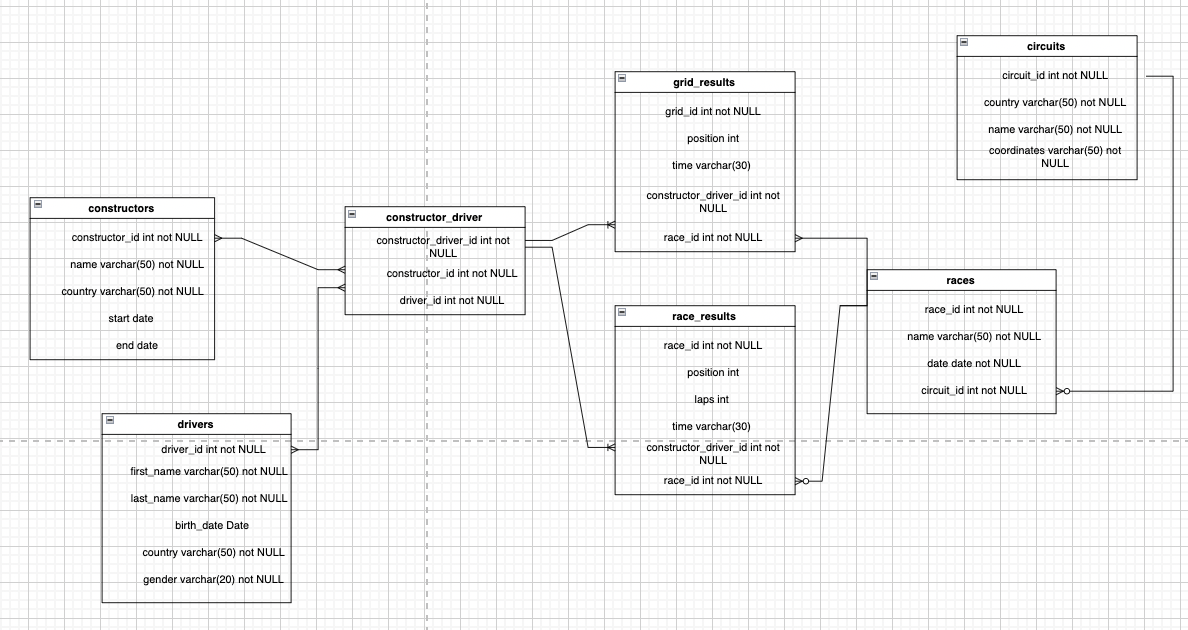 circuits
circuit_id int not NULL
country varchar(50) not NULL
name varchar(50) not NULL
coordinates varchar(50) not
NULL
grid_results
grid_id int not NULL
position int
time varchar(30)
constructor_driver_id int not
NULL
race_id int not NULL
constructors
constructor_id int not NULL
name varchar(50) not NULL
country varchar(50) not NULL
start date
end date
constructor_driver
constructor_driver_id int not
NULL
constructor_id int not NULL
driver_id int not NULL
races
race_id int not NULL
name varchar(50) not NULL
date date not NULL
circuit_id int not NULL
race_results
race_id int not NULL
position int
laps int
time varchar(30)
constructor_driver_id int not
NULL
race_id int not NULL
drivers
driver_id int not NULL
first_name varchar(50) not NULL
last_name varchar(50) not NULL
birth_date Date
country varchar(50) not NULL
gender varchar(20) not NULL